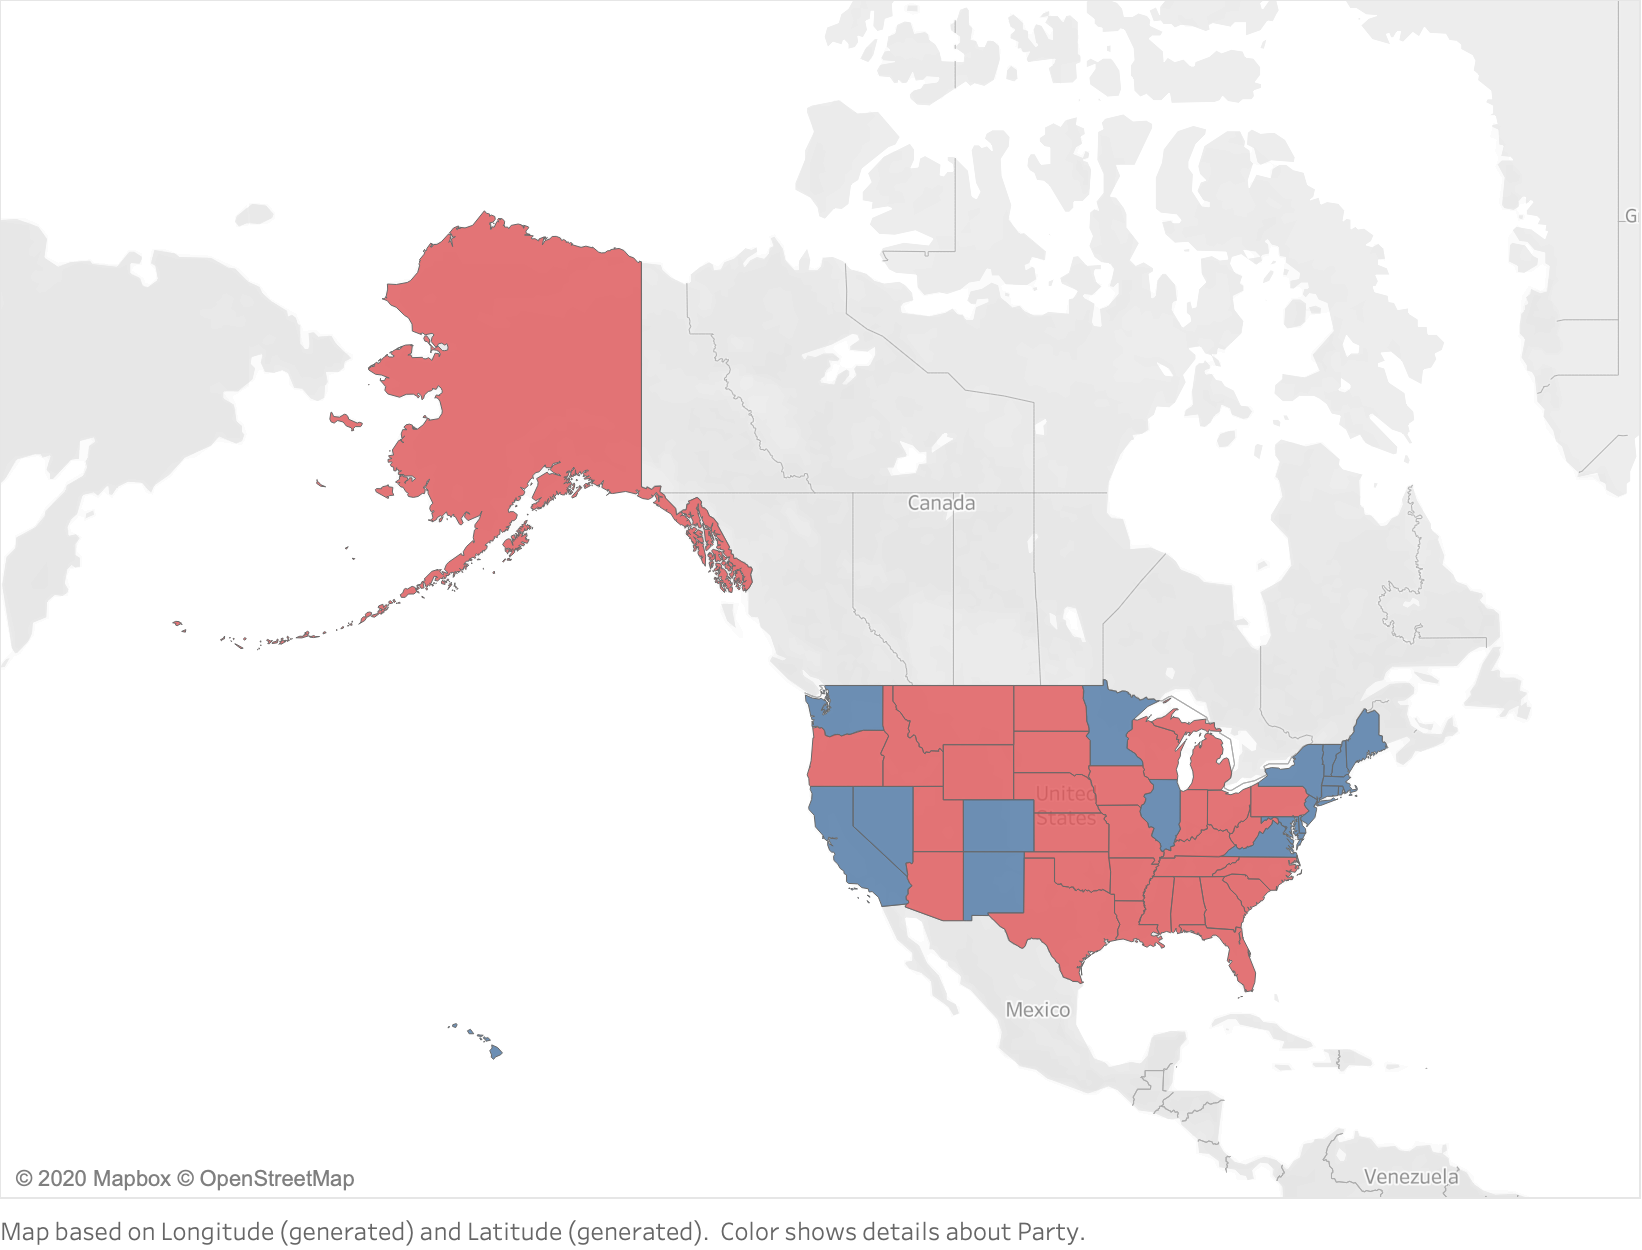 G
Canada
United
States
Mexico
Venezuela
© 2020 Mapbox © OpenStreetMap
Map based on Longitude (generated) and Latitude (generated). Color shows details about Party.